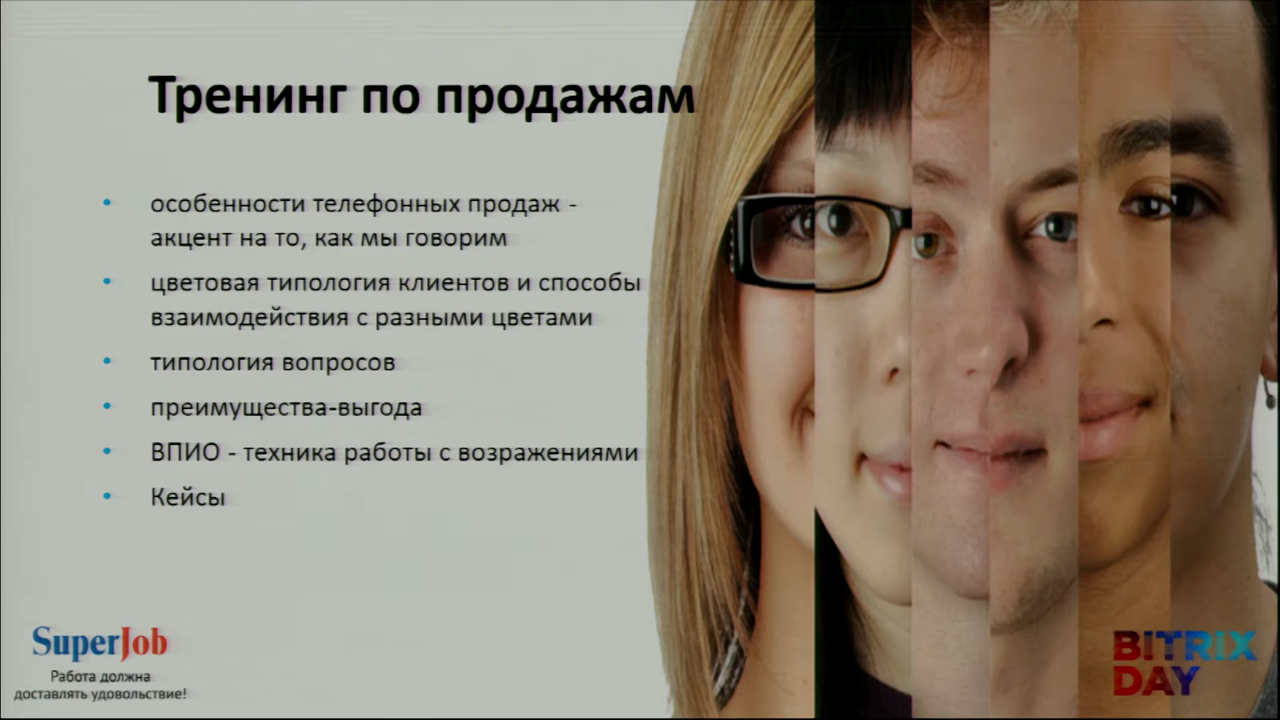 Тренинг по продажам
особенности телефонных продаж -
акцент на то, как мы говорим
цветовая типология клиентов и способы
взаимодействия с разными цветами
типология вопросов
преимущества-выгода
ВПИО - техника работы с возражениями
Кейсы
SuperJob
Работа должна
доставлять удовольствие!
BITRIX
DAY